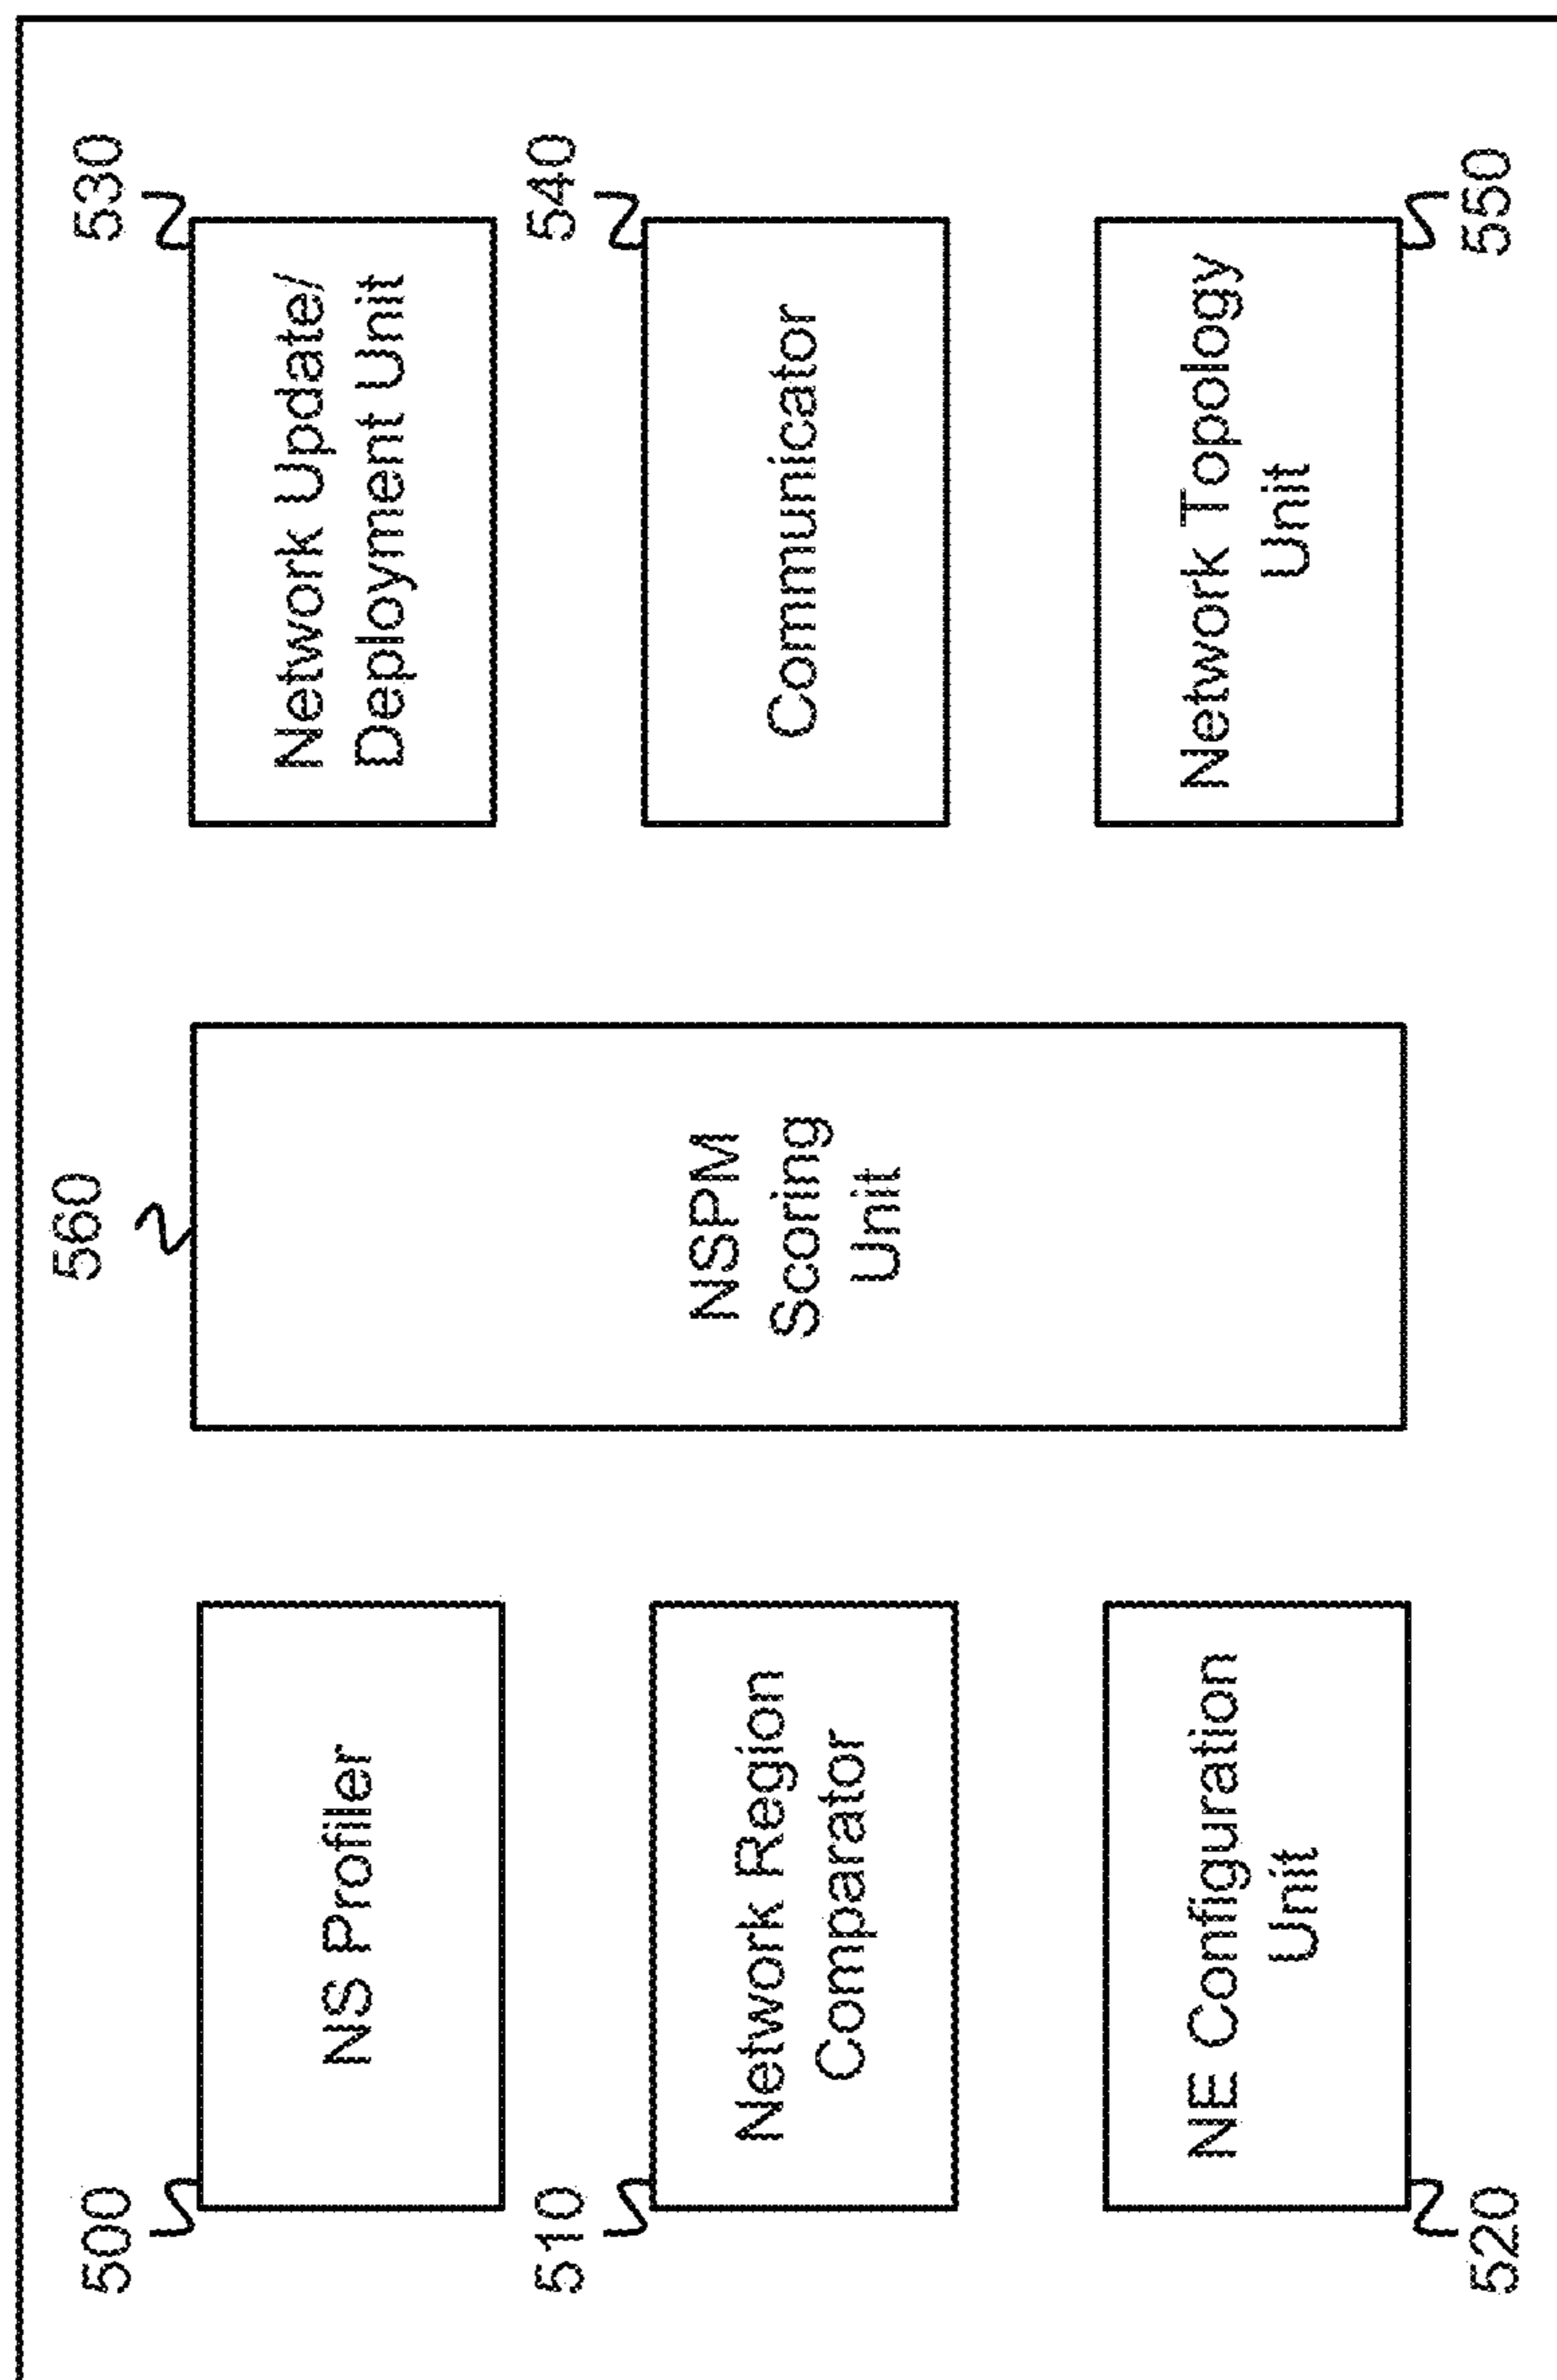 500
NS Profiler
510
Network Region
Comparator
NE Configuration
Unit
520
560
NSPM
Scoring
Unit
530
Network Update/
Deployment Unit
540
Communicator
Network Topology
Unit
550